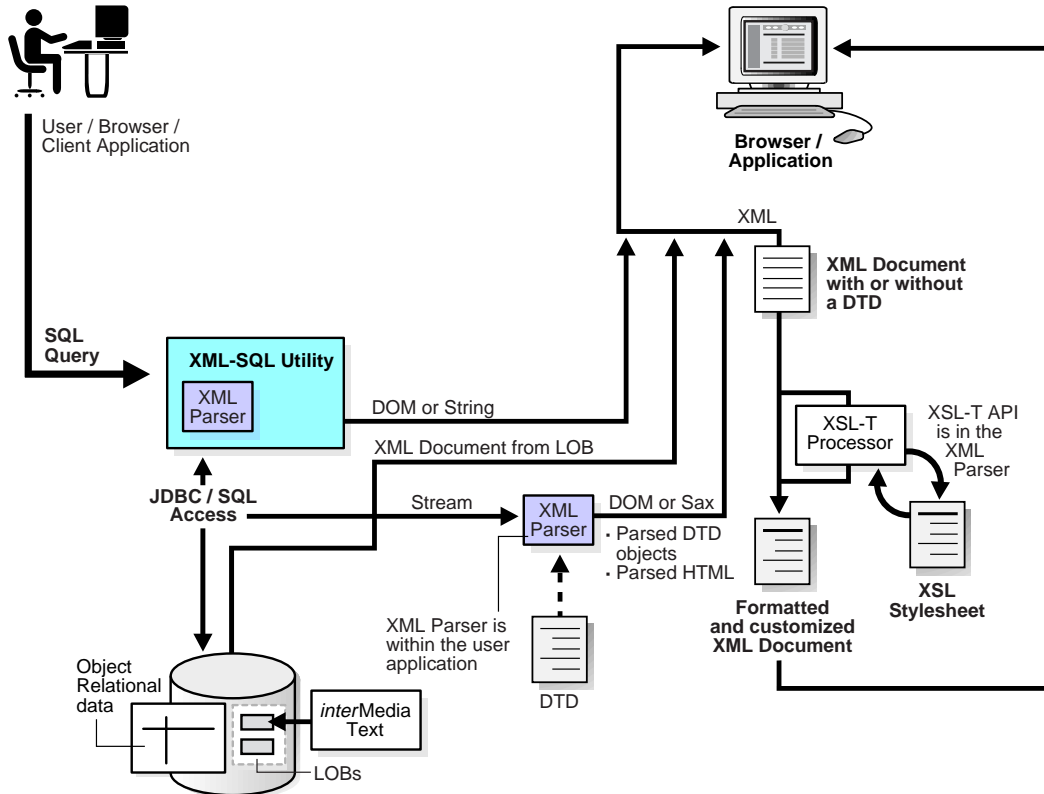 User / Browser /
Client Application
Browser /
Application
XML
XML Document
with or without
a DTD
SQL
Query
XML-SQL Utility
XML
Parser
DOM or String
XML Document from LOB
XSL-T
Processor
XSL-T API
is in the
XML
Parser
JDBC / SQL
Access
Stream
XML
Parser
DOM or Sax
· Parsed DTD
objects
· Parsed HTML
XML Parser is
within the user
application
DTD
Formatted
and customized
XML Document
XSL
Stylesheet
Object
Relational
data
interMedia
Text
LOBs